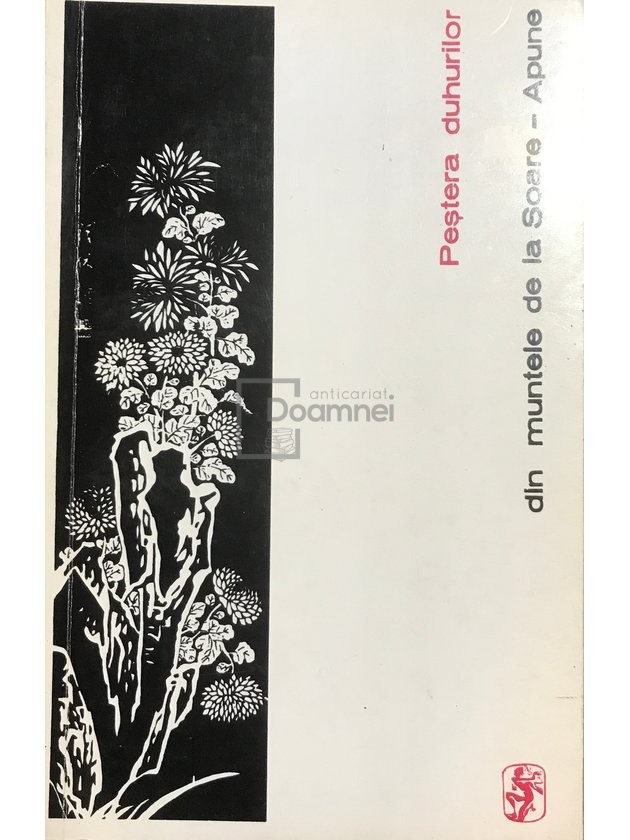 Peștera duhurilor
din muntele de la Soare – Apune
anticariat
Doamnei